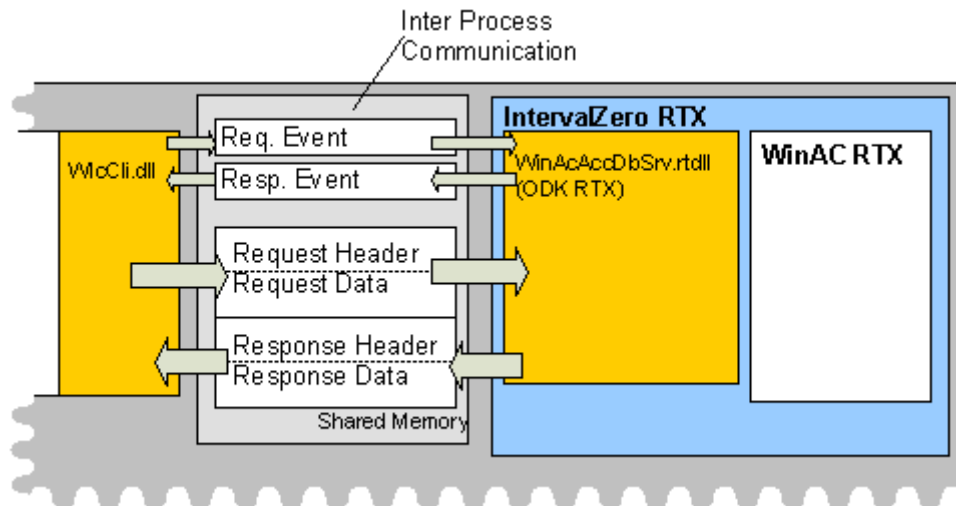 Inter Process
Communication
IntervalZero RTX
Req. Event
WlcCli.dll
WinAcAccDbSrv.rtdll
(ODK RTX)
WinAC RTX
Resp. Event
Request Header
Request Data
Response Header
Response Data
Shared Memory